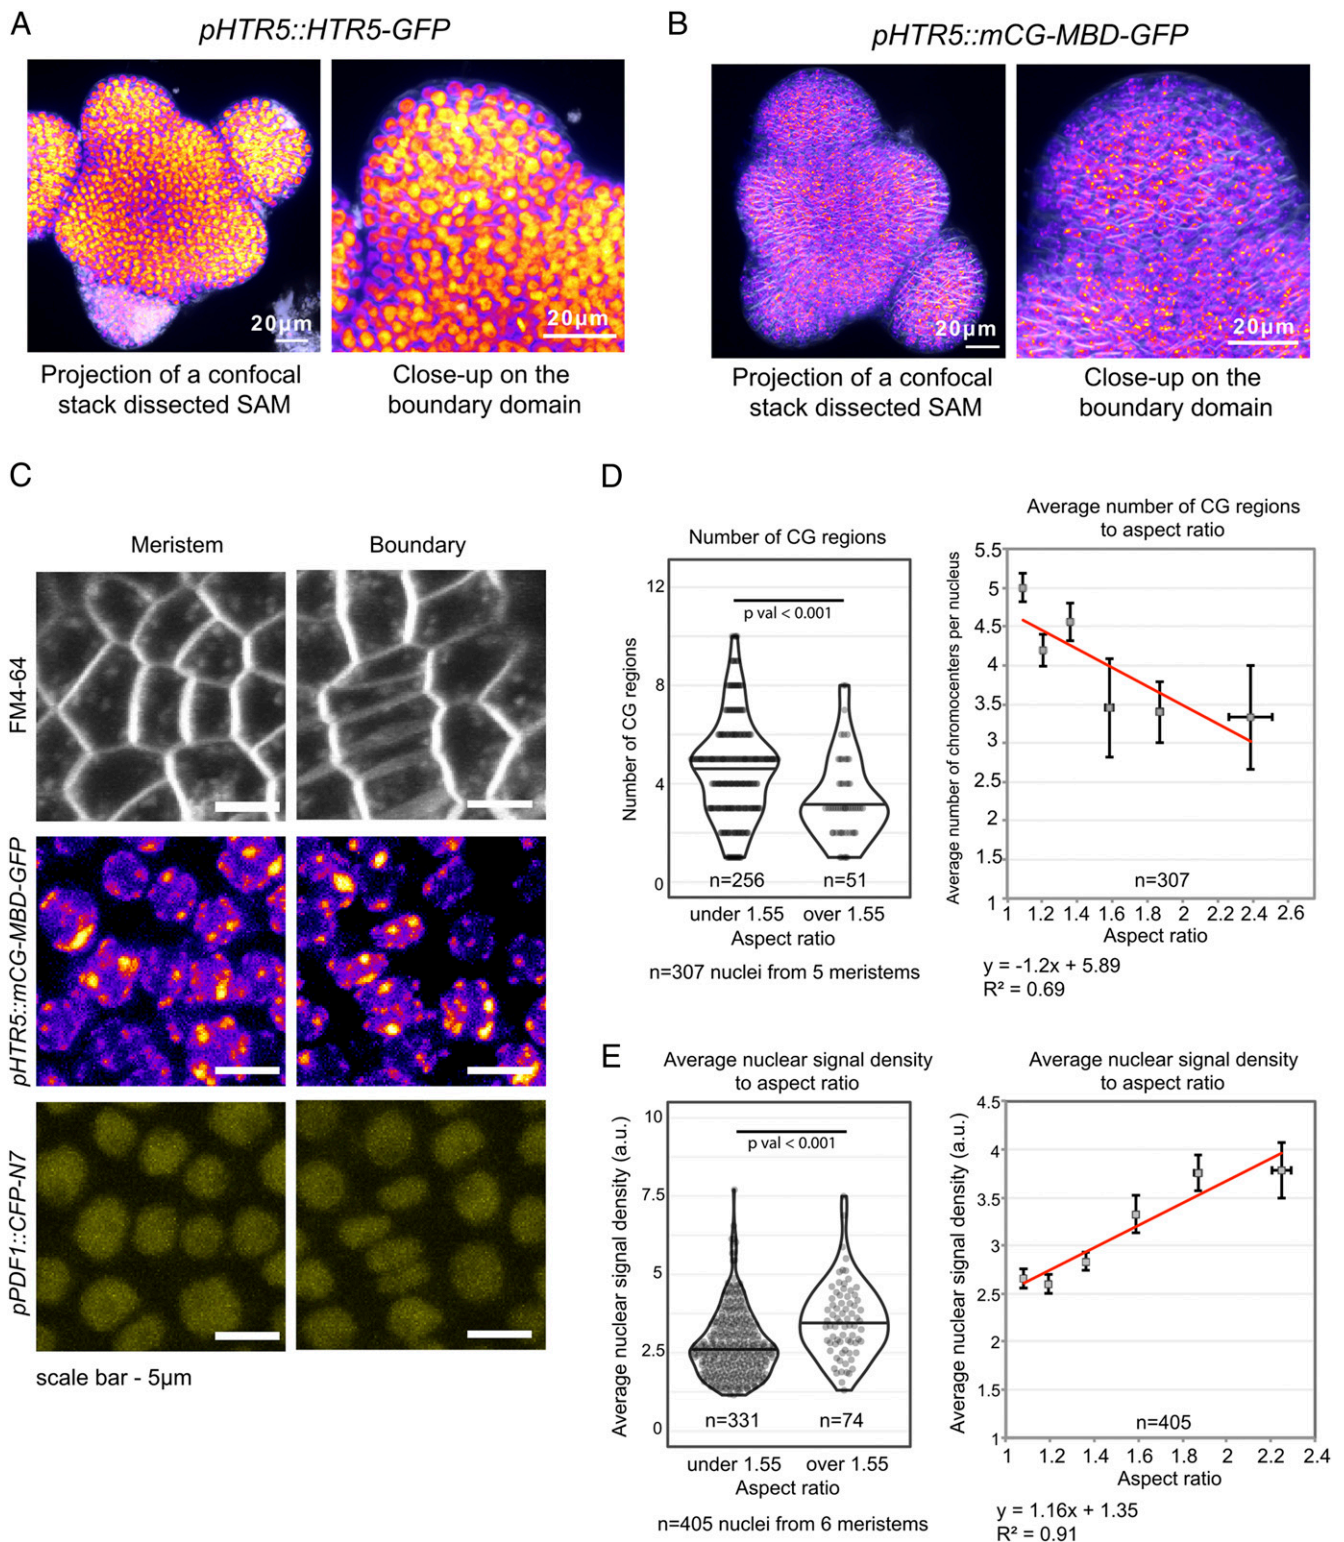 A
pHTR5::HTR5-GFP
20µm
20µm
Projection of a confocal
stack dissected SAM
Close-up on the
boundary domain
B
pHTR5::mCG-MBD-GFP
20µm
20µm
Projection of a confocal
stack dissected SAM
Close-up on the
boundary domain
C
Meristem
Boundary
FM4-64
pHTR5::mCG-MBD-GFP
pPDF1::CFP-N7
scale bar - 5µm
D
Number of CG regions
Number of CG regions
12
8
4
0
p val < 0.001
n=256
n=51
under 1.55
over 1.55
Aspect ratio
n=307 nuclei from 5 meristems
Average number of CG regions
to aspect ratio
Average number of chromocenters per nucleus
5.5
5
4.5
4
3.5
3
2.5
2
1.5
1
n=307
1 1.2 1.4 1.6 1.8 2 2.2 2.4 2.6
Aspect ratio
y = -1.2x + 5.89
R² = 0.69
E
Average nuclear signal density
to aspect ratio
Average nuclear signal density (a.u.)
10
7.5
5
2.5
0
p val < 0.001
n=331
n=74
under 1.55
over 1.55
Aspect ratio
n=405 nuclei from 6 meristems
Average nuclear signal density
to aspect ratio
Average nuclear signal density (a.u.)
4.5
4
3.5
3
2.5
2
1.5
1
n=405
1 1.2 1.4 1.6 1.8 2 2.2 2.4
Aspect ratio
y = 1.16x + 1.35
R² = 0.91